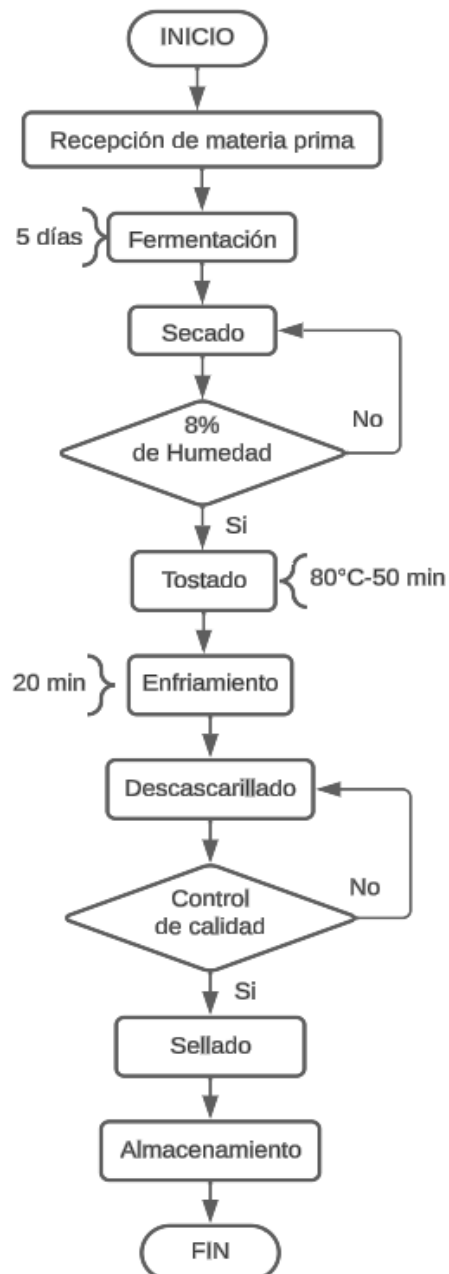 INICIO
Recepción de materia prima
5 días
Fermentación
Secado
8%
de Humedad
No
Si
Tostado
80°C-50 min
20 min
Enfriamiento
Descascarillado
Control
de calidad
No
Si
Sellado
Almacenamiento
FIN